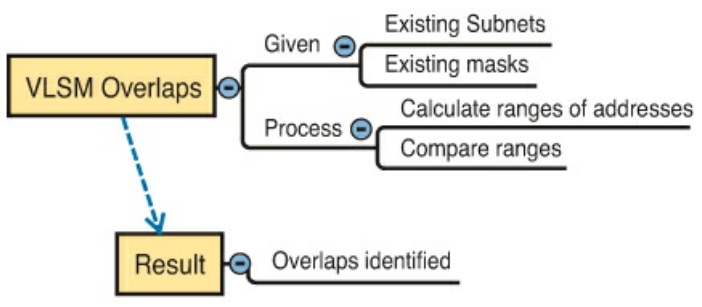 VLSM Overlaps
Given
Existing Subnets
Existing masks
Process
Calculate ranges of addresses
Compare ranges
Result
Overlaps identified